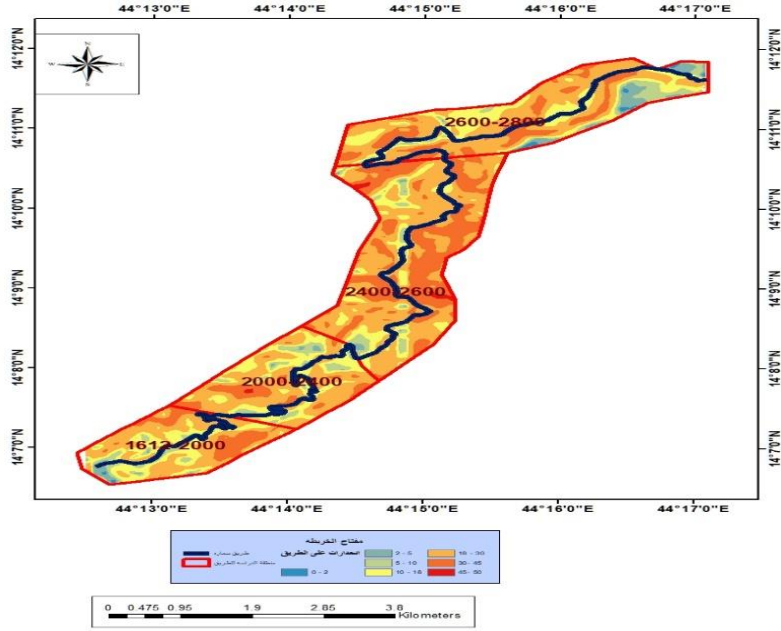 44°13'0"E 44°14'0"E 44°15'0"E 44°16'0"E 44°17'0"E
14°12'0"N 14°12'0"N
14°11'0"N 14°11'0"N
14°10'0"N 14°10'0"N
14°9'0"N 14°9'0"N
14°8'0"N 14°8'0"N
14°7'0"N 14°7'0"N
2600-2800
2400-2600
2000-2400
1612-2000
44°13'0"E 44°14'0"E 44°15'0"E 44°16'0"E 44°17'0"E
مفتاح الخريطه
طريق سماره
منطقة الدراسه للطريق
انحدارات على الطريق
0 - 2
2 - 5
5 - 10
10 - 18
18 - 30
30- 45
45- 50
0 0.475 0.95 1.9 2.85 3.8
Kilometers